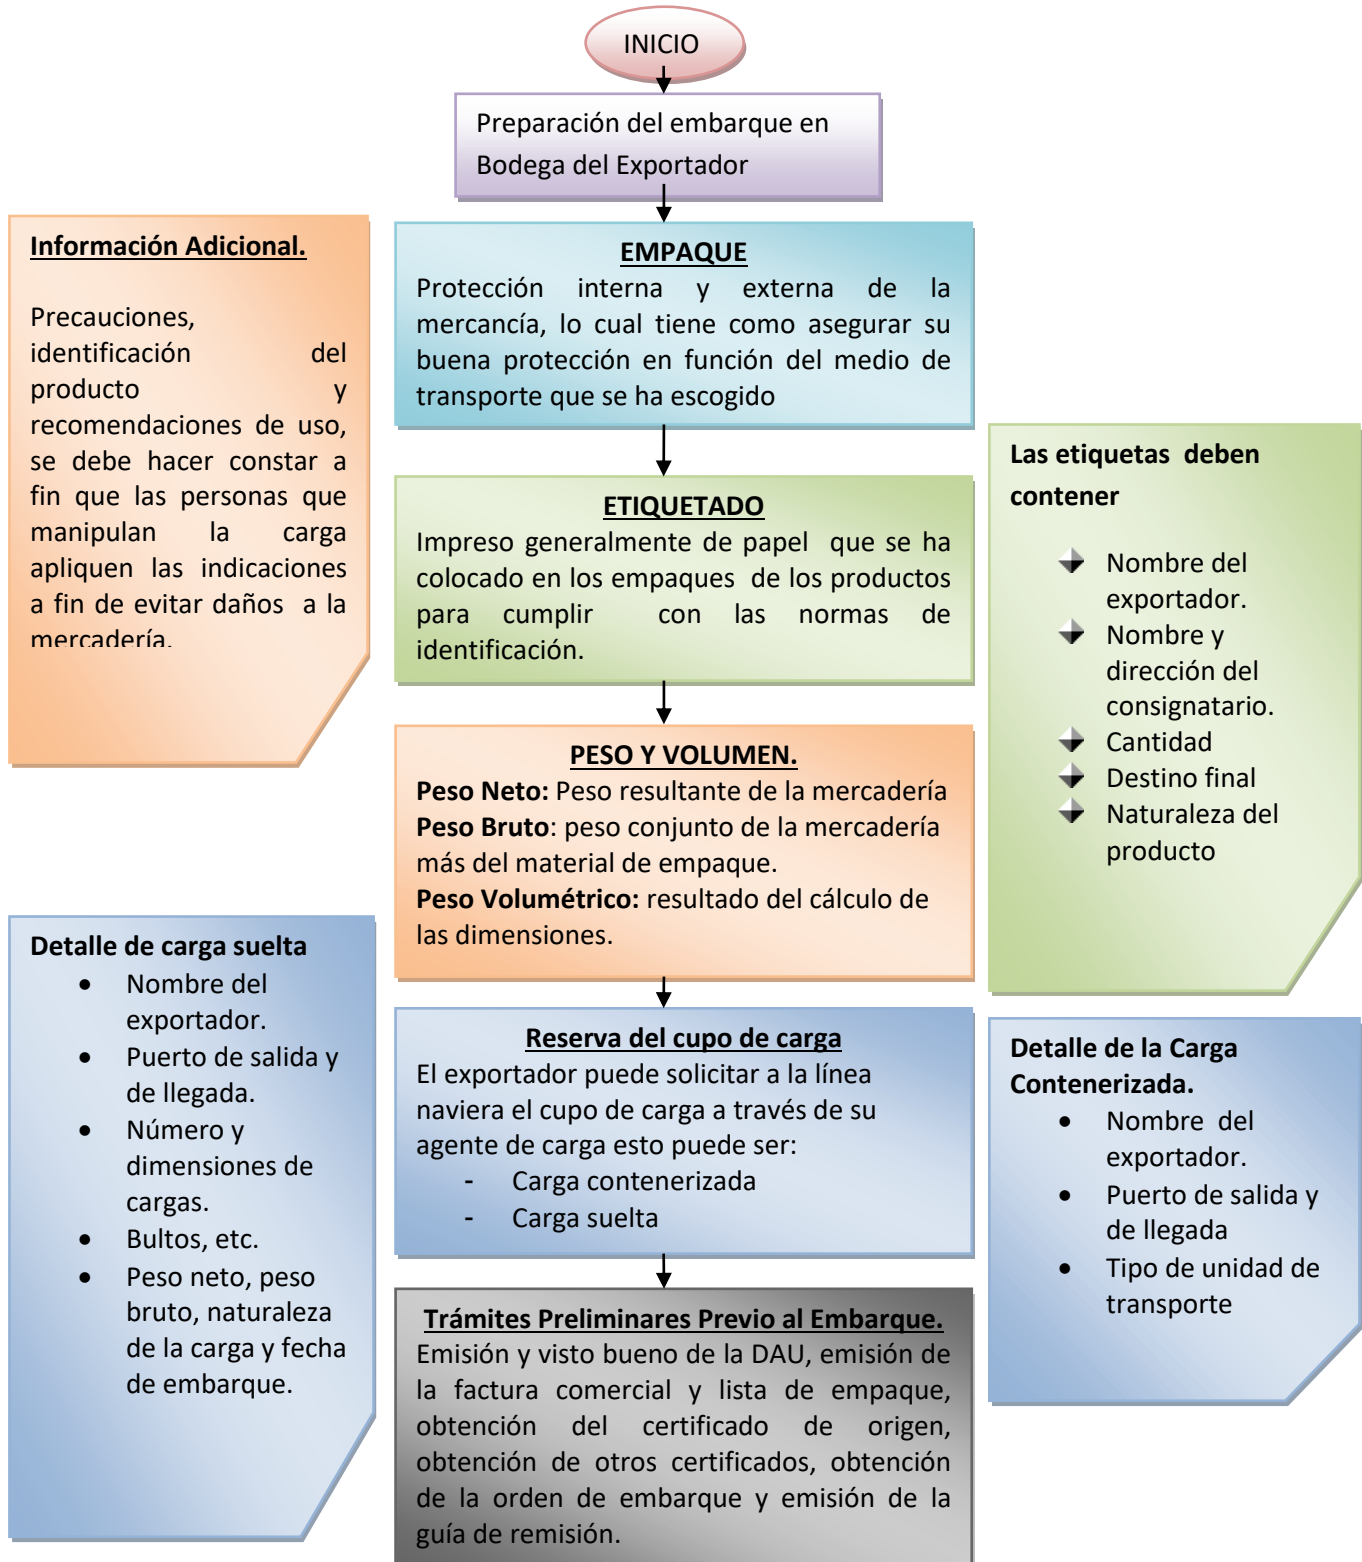 INICIO
Preparación del embarque en
Bodega del Exportador
Información Adicional.
Precauciones,
identificación del
producto y
recomendaciones de uso,
se debe hacer constar a
fin que las personas que
manipulan la carga
apliquen las indicaciones
a fin de evitar daños a la
mercadería.
EMPAQUE
Protección interna y externa de la
mercancía, lo cual tiene como asegurar su
buena protección en función del medio de
transporte que se ha escogido
ETIQUETADO
Impreso generalmente de papel que se ha
colocado en los empaques de los productos
para cumplir con las normas de
identificación.
Las etiquetas deben
contener
Nombre del
exportador.
Nombre y
dirección del
consignatario.
Cantidad
Destino final
Naturaleza del
producto
PESO Y VOLUMEN.
Peso Neto: Peso resultante de la mercadería
Peso Bruto: peso conjunto de la mercadería
más del material de empaque.
Peso Volumétrico: resultado del cálculo de
las dimensiones.
Detalle de carga suelta
• Nombre del
exportador.
• Puerto de salida y
de llegada.
• Número y
dimensiones de
cargas.
• Bultos, etc.
• Peso neto, peso
bruto, naturaleza
de la carga y fecha
de embarque.
Reserva del cupo de carga
El exportador puede solicitar a la línea
naviera el cupo de carga a través de su
agente de carga esto puede ser:
- Carga contenerizada
- Carga suelta
Detalle de la Carga
Contenerizada.
• Nombre del
exportador.
• Puerto de salida y
de llegada
• Tipo de unidad de
transporte
Trámites Preliminares Previo al Embarque.
Emisión y visto bueno de la DAU, emisión de
la factura comercial y lista de empaque,
obtención del certificado de origen,
obtención de otros certificados, obtención
de la orden de embarque y emisión de la
guía de remisión.